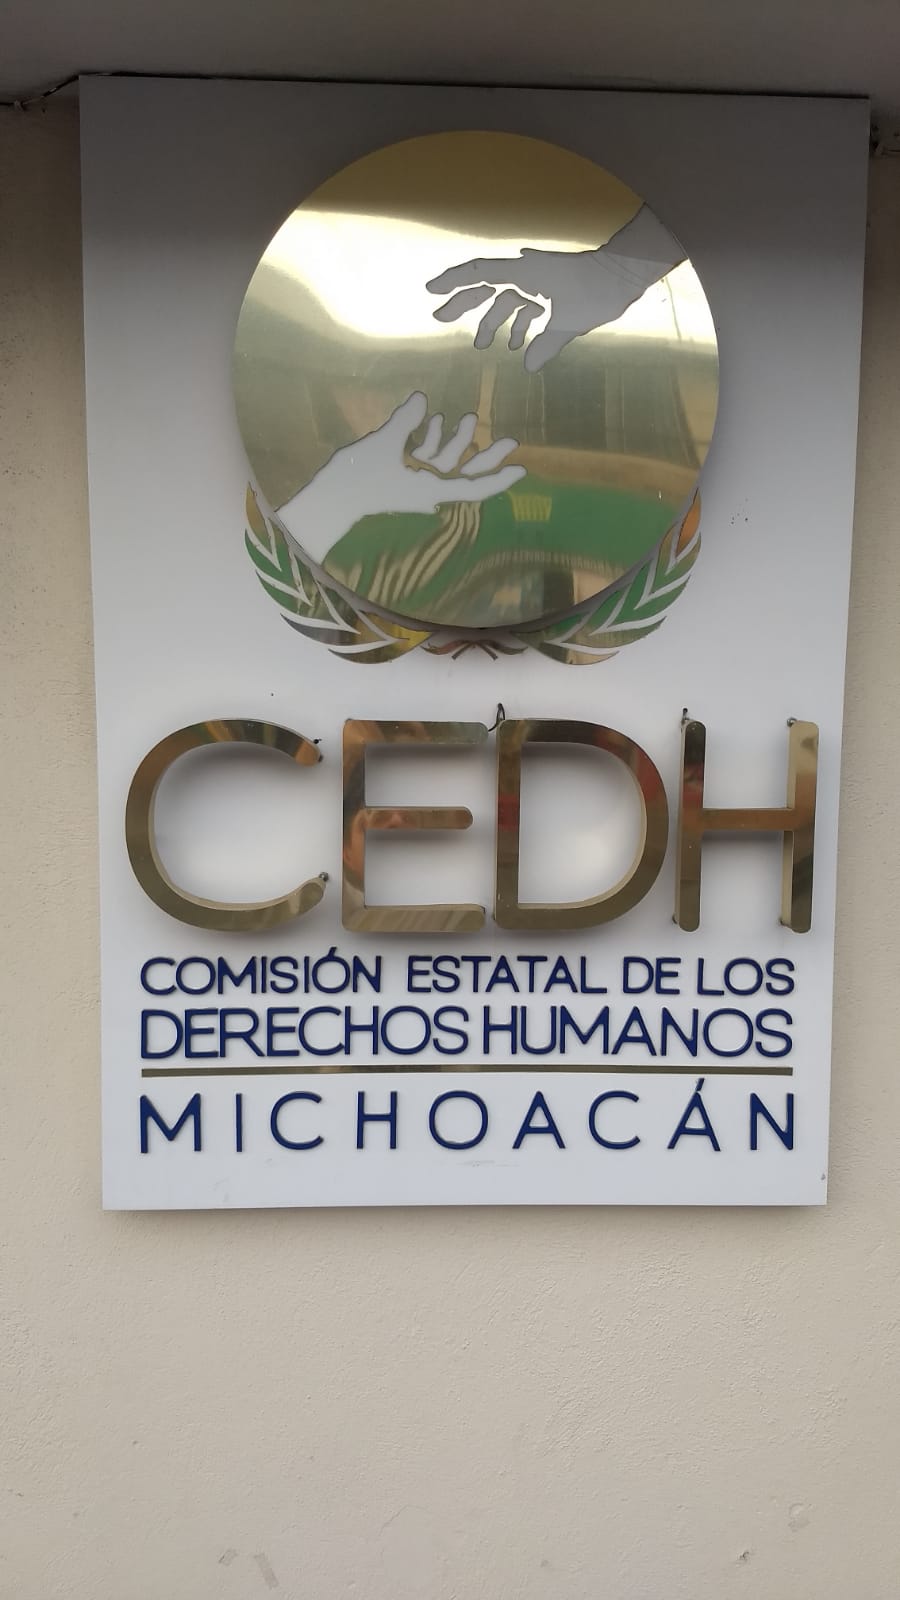 CEDH
COMISIÓN ESTATAL DE LOS
DERECHOS HUMANOS
MICHOACÁN